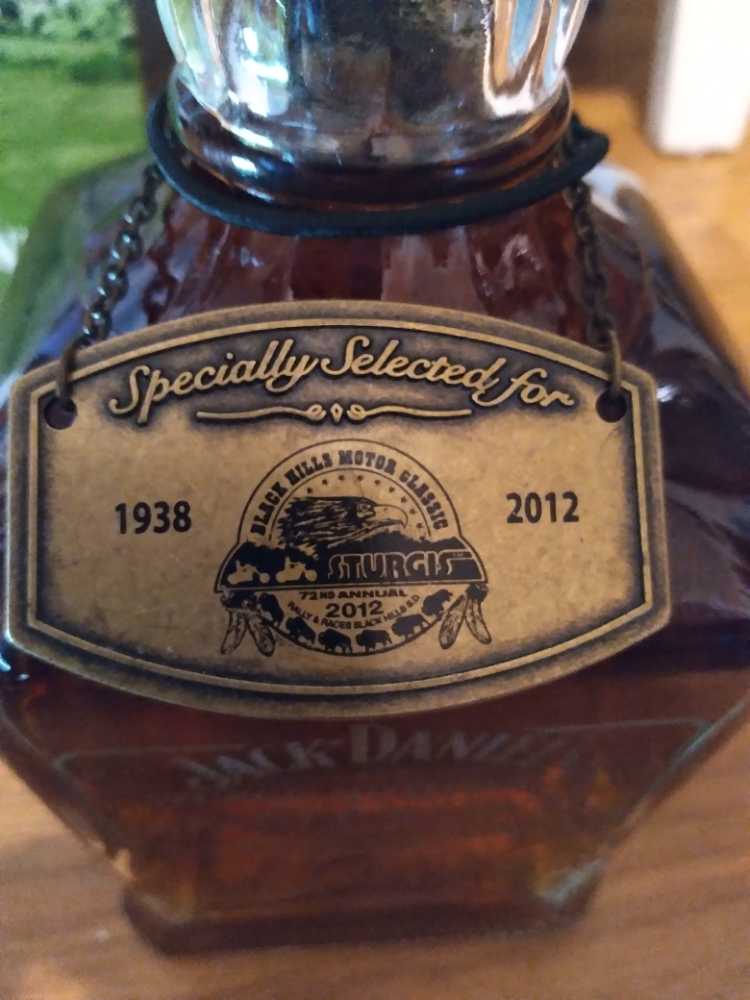 Specially Selected for
BLACK HILLS MOTOR CLASSIC
1938
2012
STURGIS
72ND ANNUAL
2012
RALLY & RACES BLACK HILLS S.D.
JACK DANIEL'S